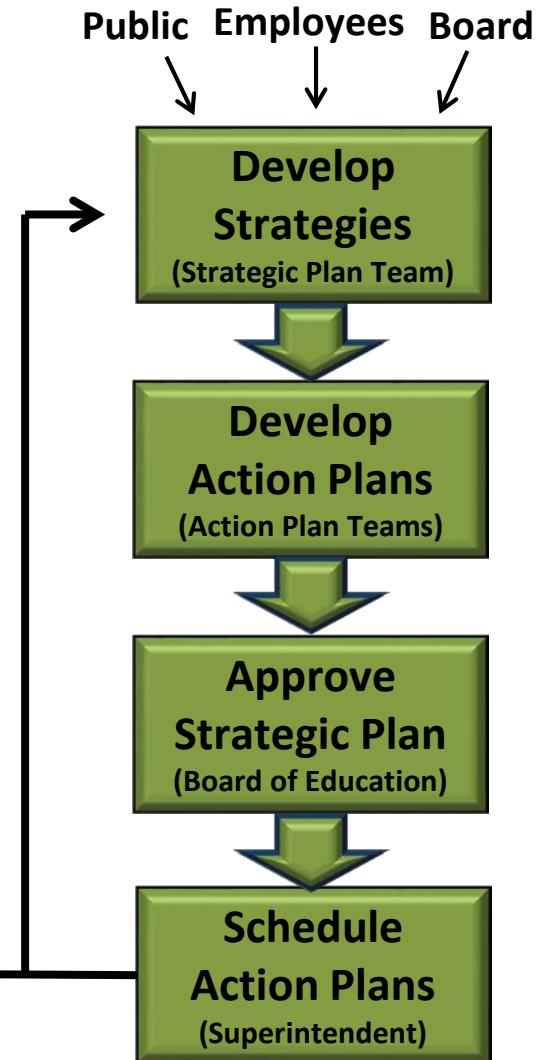 Public Employees Board
Develop
Strategies
(Strategic Plan Team)
Develop
Action Plans
(Action Plan Teams)
Approve
Strategic Plan
(Board of Education)
Schedule
Action Plans
(Superintendent)